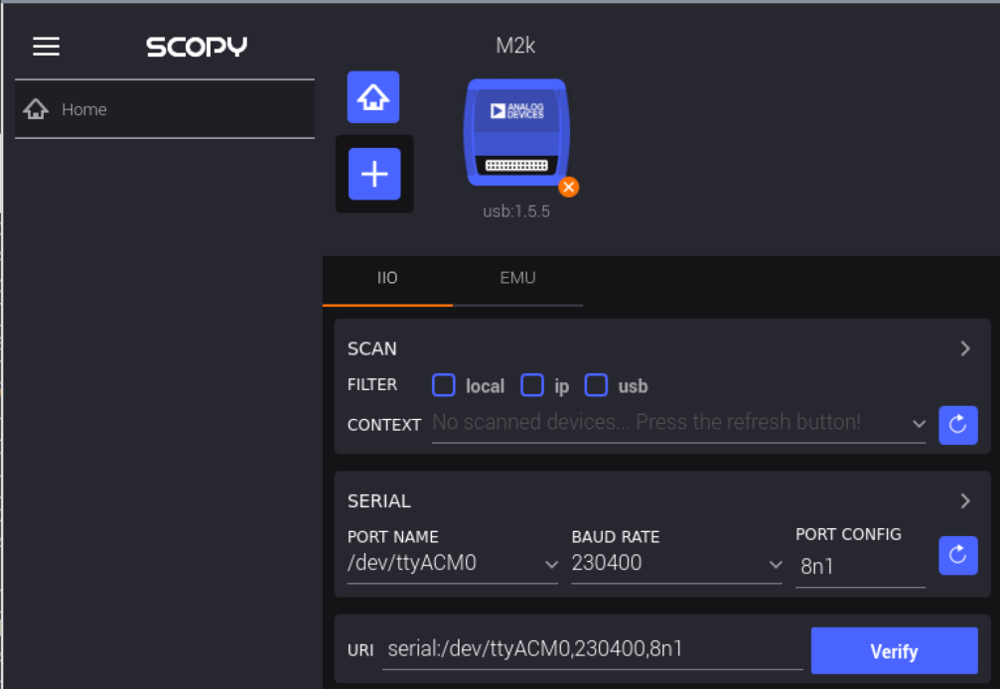 SCOPY
M2k
Home
ANALOG
DEVICES
usb:1.5.5
IIO EMU
SCAN
FILTER local ip usb
CONTEXT No scanned devices... Press the refresh button!
SERIAL
PORT NAME BAUD RATE PORT CONFIG
/dev/ttyACM0 230400 8n1
URI serial:/dev/ttyACM0,230400,8n1 Verify